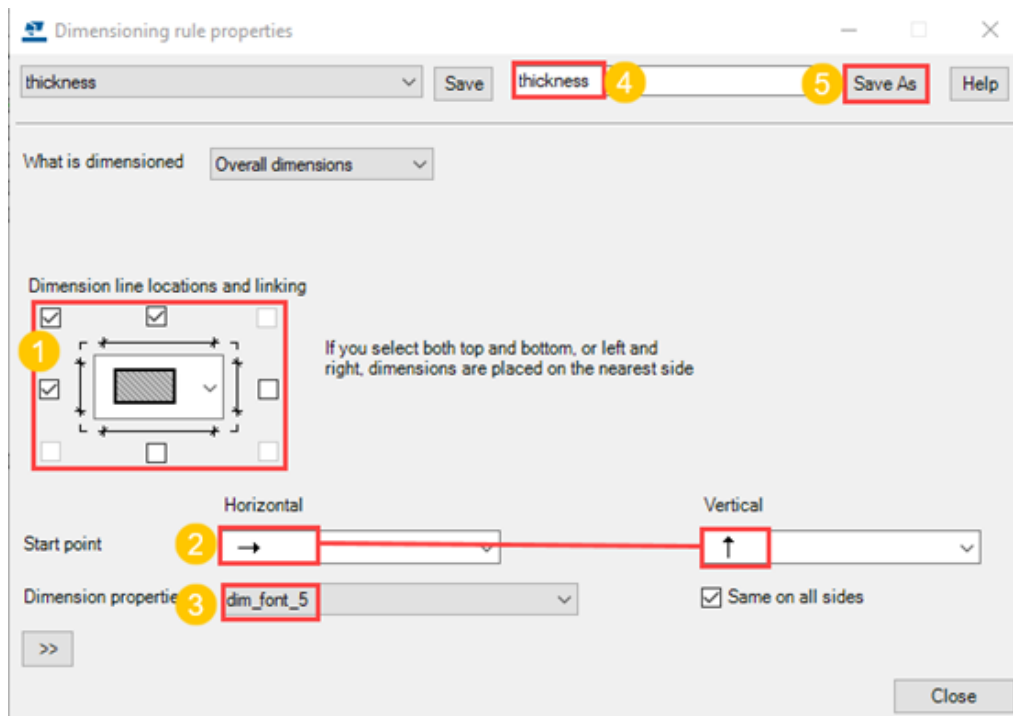 Dimensioning rule properties
thickness Save thickness 4 5 Save As Help
What is dimensioned Overall dimensions
Dimension line locations and linking
1
If you select both top and bottom, or left and
right, dimensions are placed on the nearest side
Horizontal Vertical
Start point 2
Dimension propertie 3 dim_font_5 Same on all sides
>>
Close